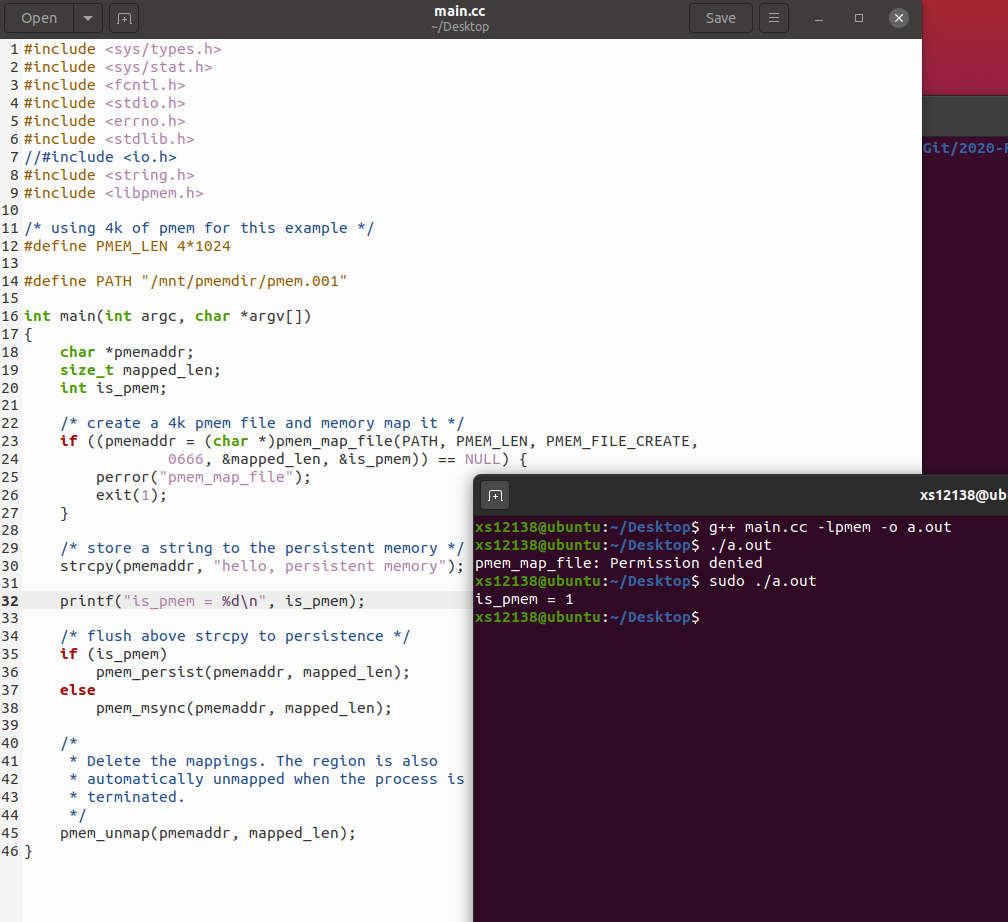 Open
main.cc
~/Desktop
Save
1 #include <sys/types.h>
2 #include <sys/stat.h>
3 #include <fcntl.h>
4 #include <stdio.h>
5 #include <errno.h>
6 #include <stdlib.h>
7 //#include <io.h>
8 #include <string.h>
9 #include <libpmem.h>
10
11 /* using 4k of pmem for this example */
12 #define PMEM_LEN 4*1024
13
14 #define PATH "/mnt/pmemdir/pmem.001"
15
16 int main(int argc, char *argv[])
17 {
18     char *pmemaddr;
19     size_t mapped_len;
20     int is_pmem;
21
22     /* create a 4k pmem file and memory map it */
23     if ((pmemaddr = (char *)pmem_map_file(PATH, PMEM_LEN, PMEM_FILE_CREATE,
24                 0666, &mapped_len, &is_pmem)) == NULL) {
25         perror("pmem_map_file");
26         exit(1);
27     }
28
29     /* store a string to the persistent memory */
30     strcpy(pmemaddr, "hello, persistent memory");
31
32     printf("is_pmem = %d\n", is_pmem);
33
34     /* flush above strcpy to persistence */
35     if (is_pmem)
36         pmem_persist(pmemaddr, mapped_len);
37     else
38         pmem_msync(pmemaddr, mapped_len);
39
40     /*
41      * Delete the mappings. The region is also
42      * automatically unmapped when the process is
43      * terminated.
44      */
45     pmem_unmap(pmemaddr, mapped_len);
46 }
Git/2020-F
xs12138@ub
xs12138@ubuntu:~/Desktop$ g++ main.cc -lpmem -o a.out
xs12138@ubuntu:~/Desktop$ ./a.out
pmem_map_file: Permission denied
xs12138@ubuntu:~/Desktop$ sudo ./a.out
is_pmem = 1
xs12138@ubuntu:~/Desktop$